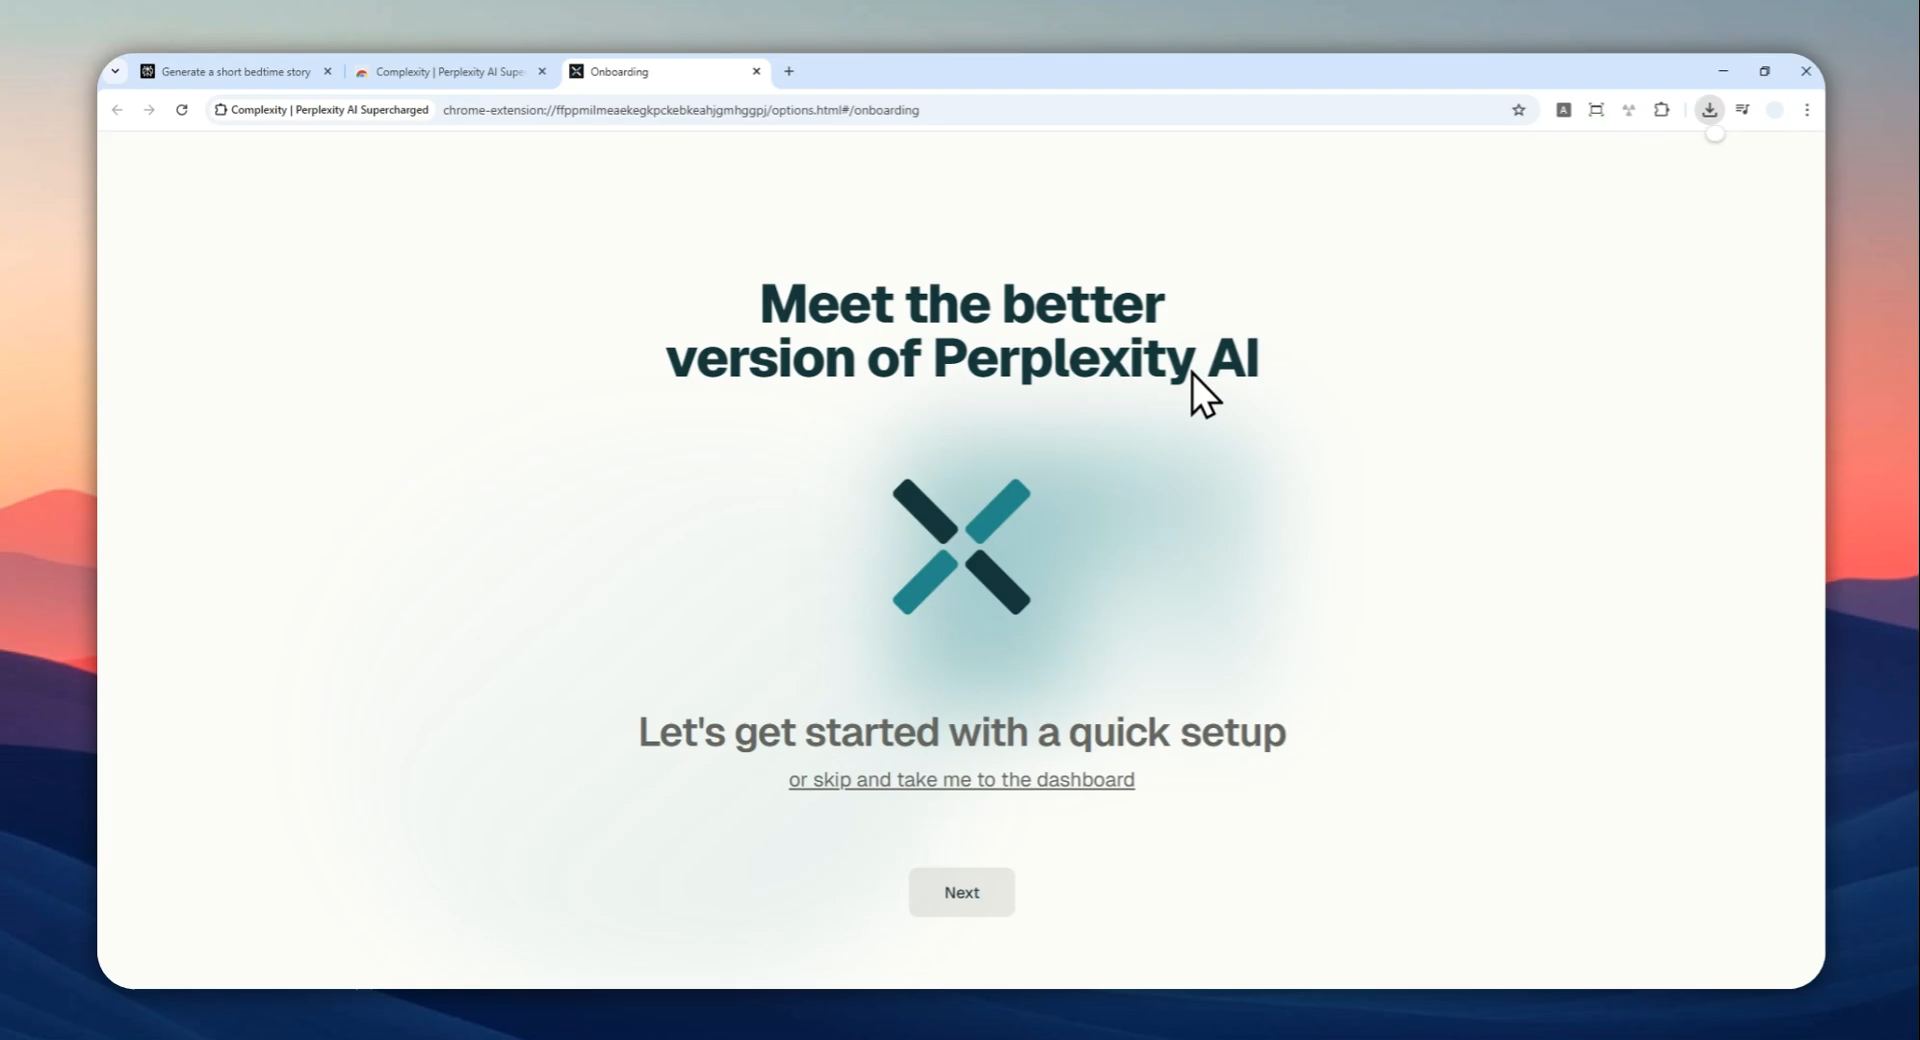 Generate a short bedtime story
Complexity | Perplexity AI Supe
Onboarding
Complexity | Perplexity AI Supercharged
chrome-extension://ffppmilmeaekegkpckebkeahjgmhggpj/options.html#/onboarding
A
Meet the better
version of Perplexity AI
Let's get started with a quick setup
or skip and take me to the dashboard
Next